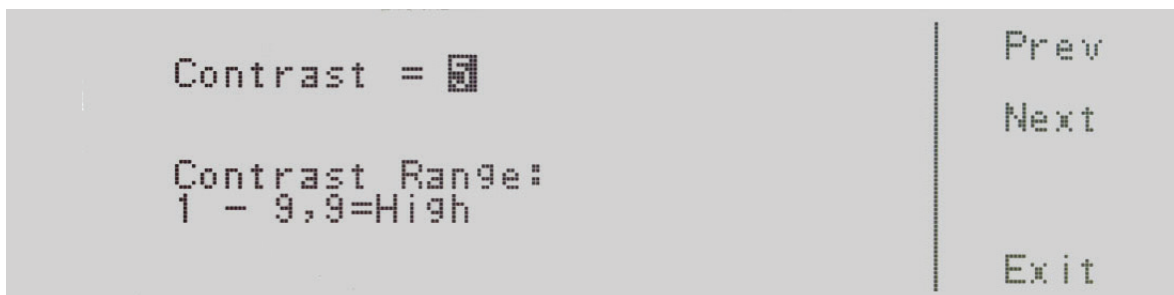 Contrast = 5
Contrast Range:
1 - 9,9=High
Prev
Next
Exit